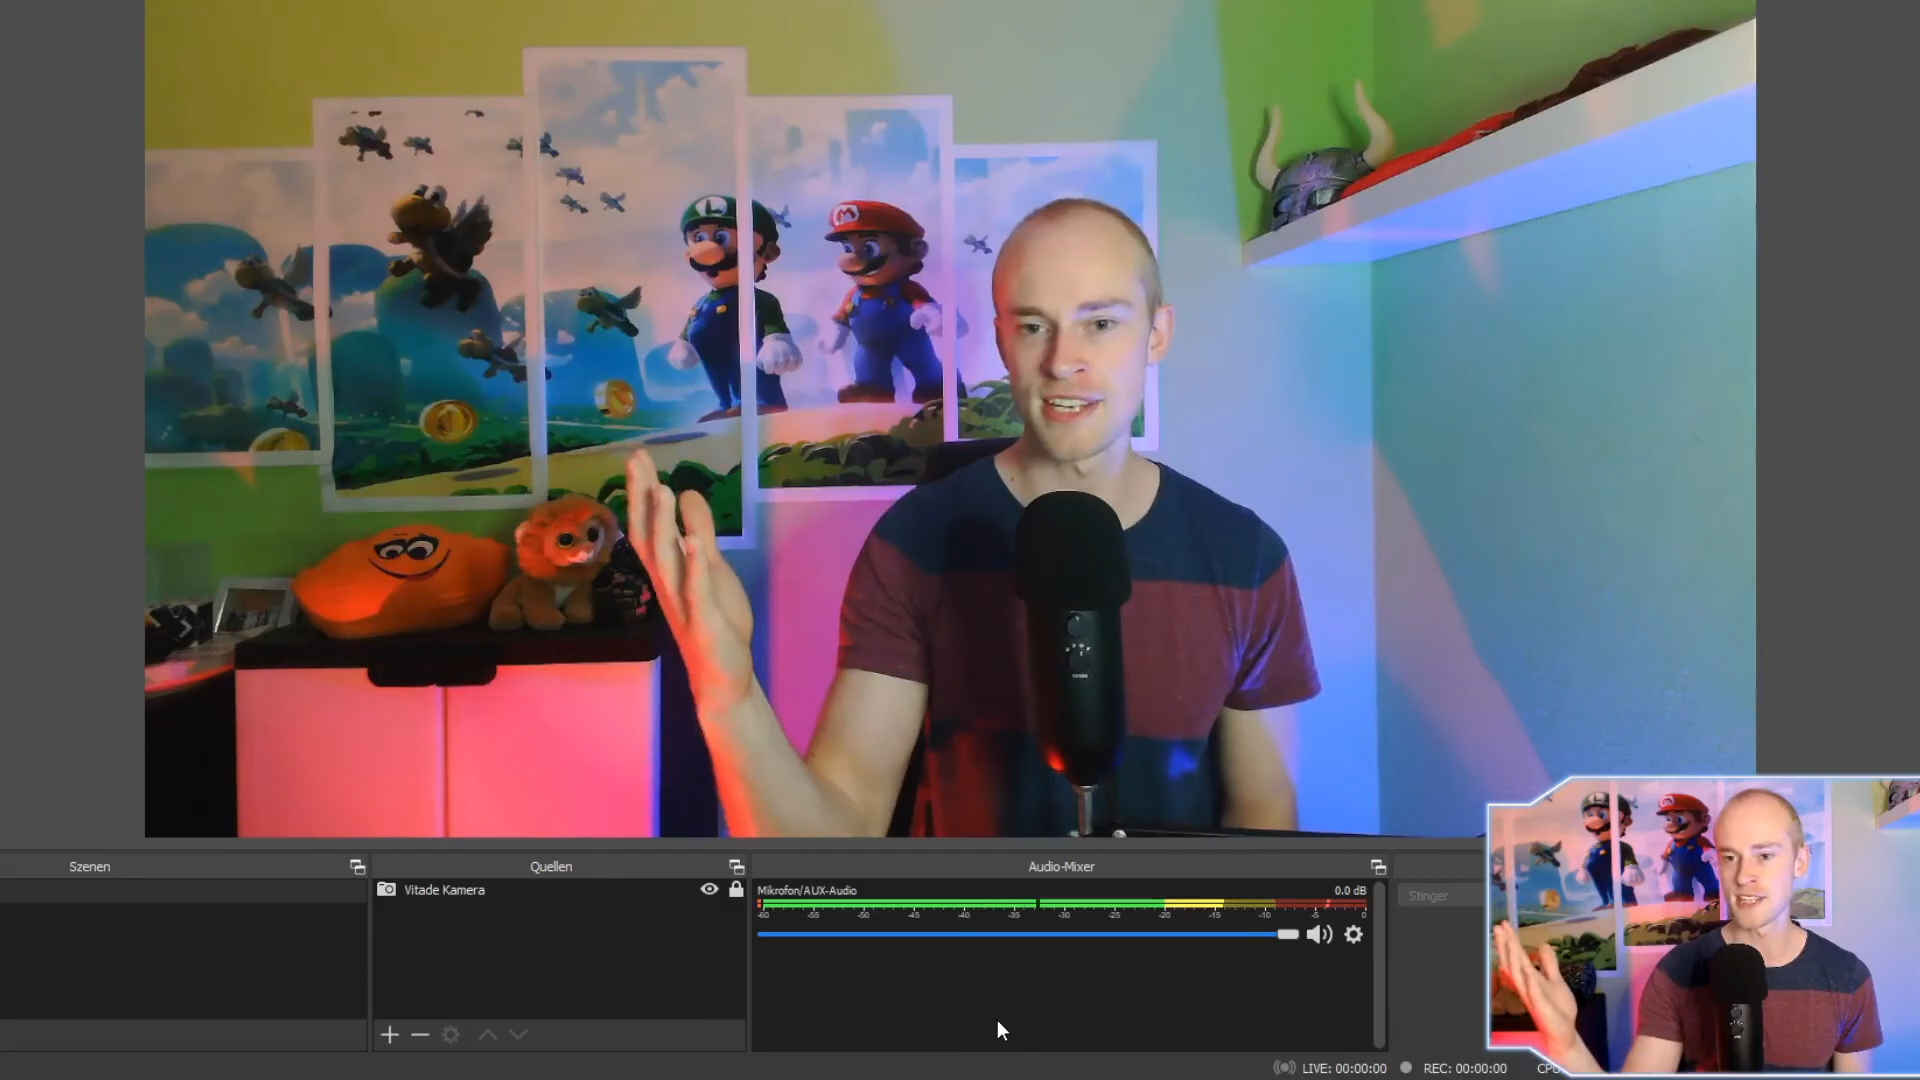 L
M
Szenen
Quellen
Audio-Mixer
Vitade Kamera
Mikrofon/AUX-Audio
0.0 dB
-60 -55 -50 -45 -40 -35 -30 -25 -20 -15 -10 -5 0
Stinger
LIVE: 00:00:00
REC: 00:00:00
CPU